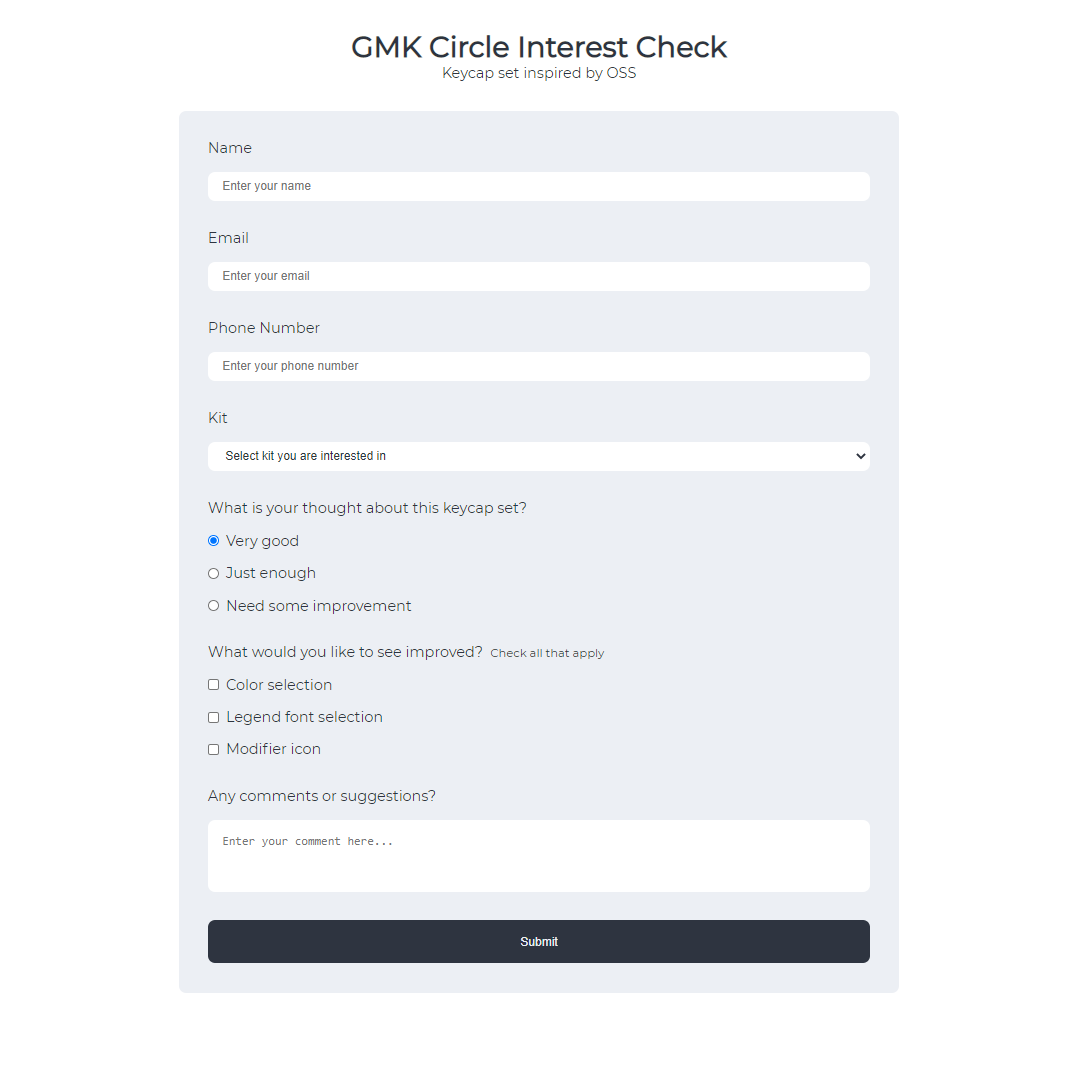 GMK Circle Interest Check
Keycap set inspired by OSS
Name
Enter your name
Email
Enter your email
Phone Number
Enter your phone number
Kit
Select kit you are interested in
What is your thought about this keycap set?
Very good
Just enough
Need some improvement
What would you like to see improved? Check all that apply
Color selection
Legend font selection
Modifier icon
Any comments or suggestions?
Enter your comment here...
Submit